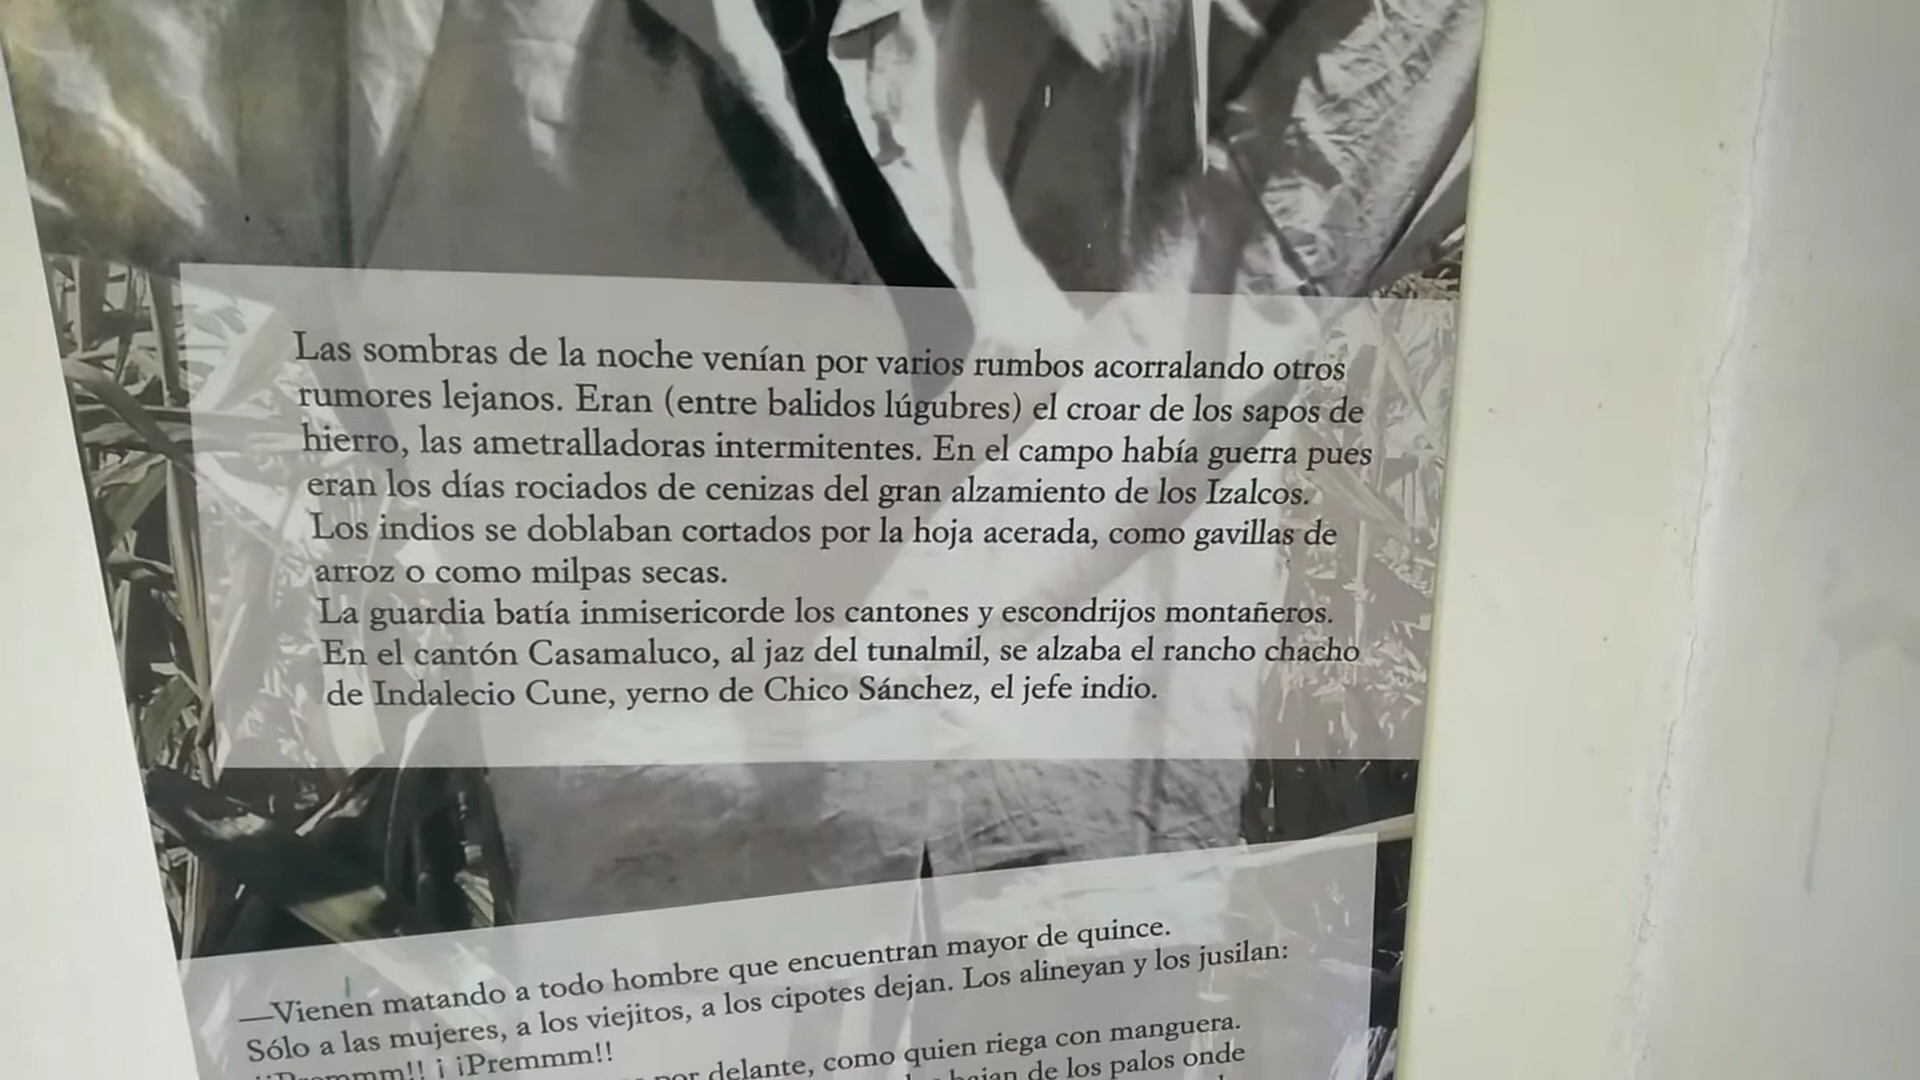 Las sombras de la noche venían por varios rumbos acorralando otros
rumores lejanos. Eran (entre balidos lúgubres) el croar de los sapos de
hierro, las ametralladoras intermitentes. En el campo había guerra pues
eran los días rociados de cenizas del gran alzamiento de los Izalcos.
Los indios se doblaban cortados por la hoja acerada, como gavillas de
arroz o como milpas secas.
La guardia batía inmisericorde los cantones y escondrijos montañeros.
En el cantón Casamaluco, al jaz del tunalmil, se alzaba el rancho chacho
de Indalecio Cune, yerno de Chico Sánchez, el jefe indio.
—Vienen matando a todo hombre que encuentran mayor de quince.
Sólo a las mujeres, a los viejitos, a los cipotes dejan. Los alineyan y los jusilan:
¡ ¡Premmm!!
por delante, como quien riega con manguera.
bajan de los palos onde